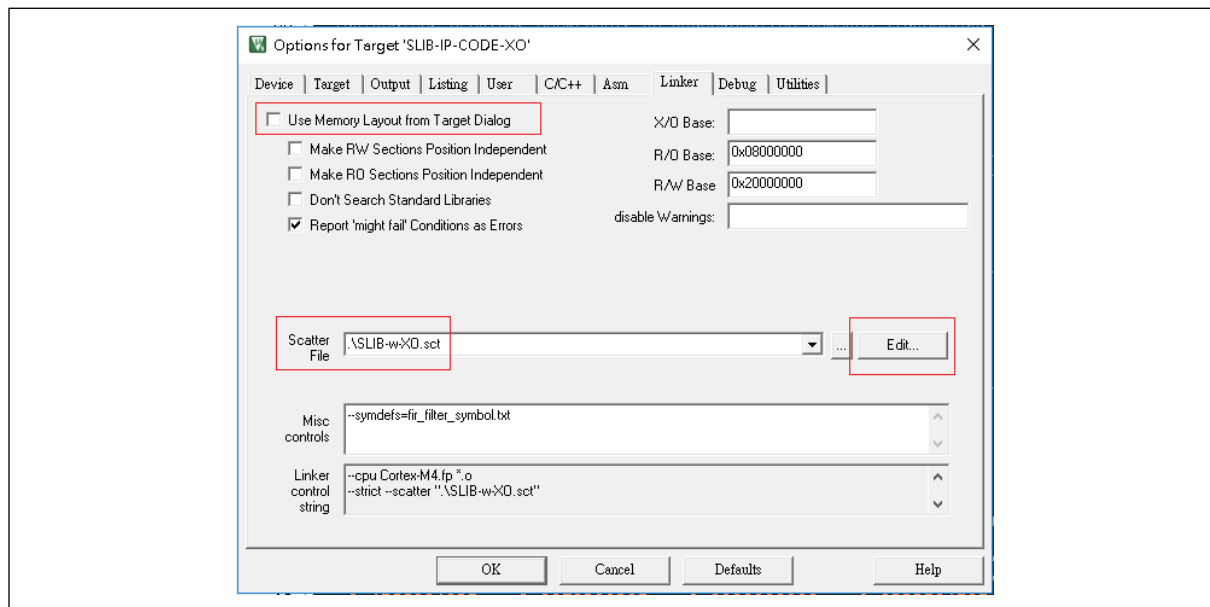 Options for Target 'SLIB-IP-CODE-XO'
Device Target Output Listing User C/C++ Asm Linker Debug Utilities
Use Memory Layout from Target Dialog
X/O Base:
Make RW Sections Position Independent
R/O Base: 0x08000000
Make RO Sections Position Independent
R/W Base 0x20000000
Don't Search Standard Libraries
disable Warnings:
Report 'might fail' Conditions as Errors
Scatter File .\SLIB-w-XO.sct ... Edit...
Misc controls --symdefs=fir_filter_symbol.txt
Linker control string --cpu Cortex-M4.fp *.o
--strict --scatter ".\SLIB-w-XO.sct"
OK Cancel Defaults Help